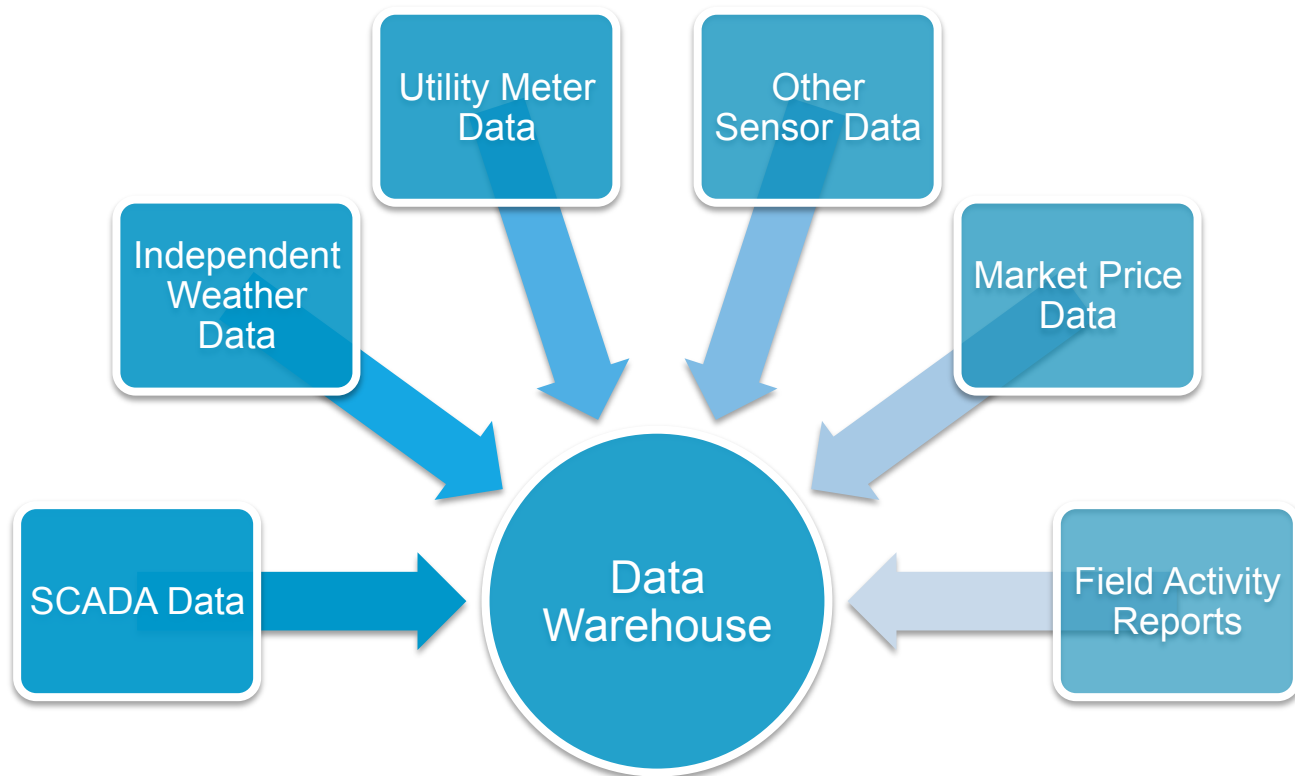 Utility Meter
Data
Other
Sensor Data
Independent
Weather
Data
Market Price
Data
SCADA Data
Data
Warehouse
Field Activity
Reports